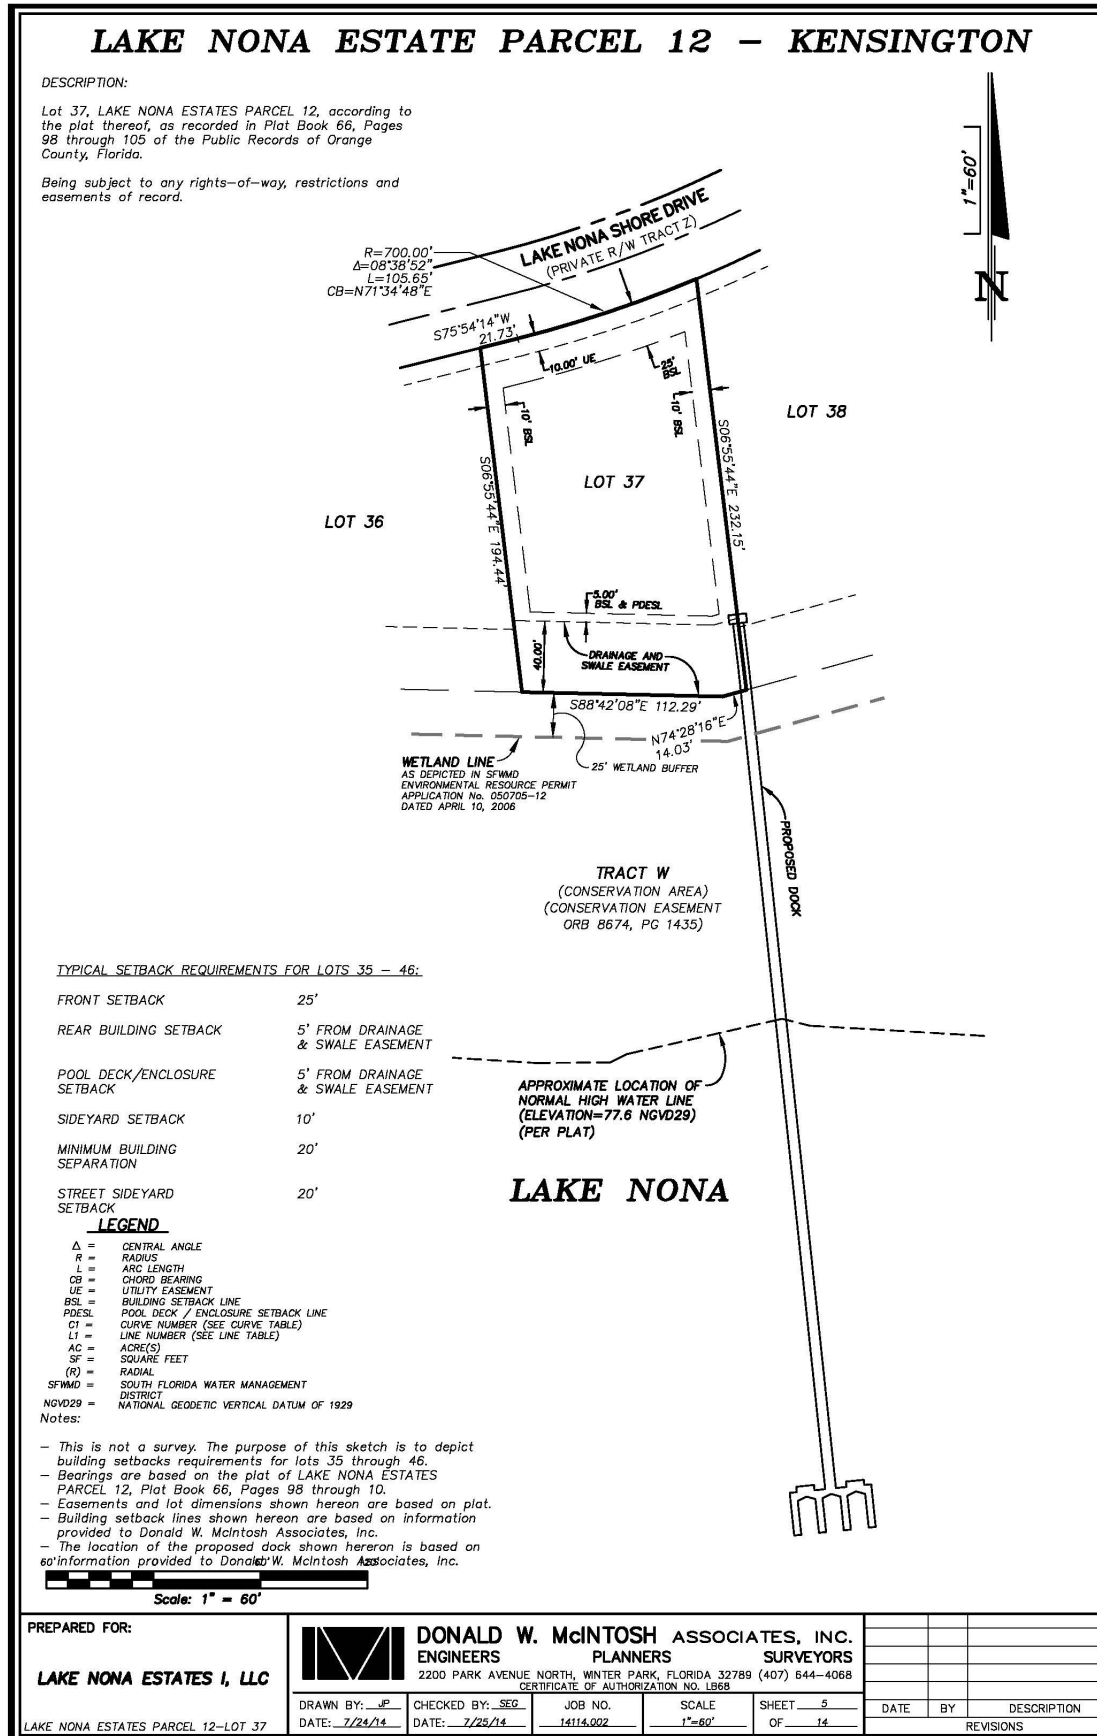 LAKE NONA ESTATE PARCEL 12 – KENSINGTON
DESCRIPTION:
Lot 37, LAKE NONA ESTATES PARCEL 12, according to
the plat thereof, as recorded in Plat Book 66, Pages
98 through 105 of the Public Records of Orange
County, Florida.
Being subject to any rights-of-way, restrictions and
easements of record.
1"=60'
N
LAKE NONA SHORE DRIVE
(PRIVATE R/W TRACT Z)
R=700.00'
Δ=08°38'52"
L=105.65'
CB=N71°34'48"E
S75°54'14"W
21.73'
10.00' UE
25'
BSL
10' BSL
10' BSL
LOT 38
LOT 37
LOT 36
S06°55'44"E 194.44'
S06°55'44"E 232.15'
5.00'
BSL & PDESL
40.00'
DRAINAGE AND
SWALE EASEMENT
S88°42'08"E 112.29'
N74°28'16"E
14.03'
WETLAND LINE
AS DEPICTED IN SFWMD
ENVIRONMENTAL RESOURCE PERMIT
APPLICATION No. 050705-12
DATED APRIL 10, 2006
25' WETLAND BUFFER
PROPOSED DOCK
TRACT W
(CONSERVATION AREA)
(CONSERVATION EASEMENT
ORB 8674, PG 1435)
TYPICAL SETBACK REQUIREMENTS FOR LOTS 35 – 46:
FRONT SETBACK 25'
REAR BUILDING SETBACK 5' FROM DRAINAGE
& SWALE EASEMENT
POOL DECK/ENCLOSURE 5' FROM DRAINAGE
SETBACK & SWALE EASEMENT
SIDEYARD SETBACK 10'
MINIMUM BUILDING 20'
SEPARATION
STREET SIDEYARD 20'
SETBACK
APPROXIMATE LOCATION OF
NORMAL HIGH WATER LINE
(ELEVATION=77.6 NGVD29)
(PER PLAT)
LAKE NONA
LEGEND
Δ = CENTRAL ANGLE
R = RADIUS
L = ARC LENGTH
CB = CHORD BEARING
UE = UTILITY EASEMENT
BSL = BUILDING SETBACK LINE
PDESL POOL DECK / ENCLOSURE SETBACK LINE
C1 = CURVE NUMBER (SEE CURVE TABLE)
L1 = LINE NUMBER (SEE LINE TABLE)
AC = ACRE(S)
SF = SQUARE FEET
(R) = RADIAL
SFWMD = SOUTH FLORIDA WATER MANAGEMENT
DISTRICT
NGVD29 = NATIONAL GEODETIC VERTICAL DATUM OF 1929
Notes:
– This is not a survey. The purpose of this sketch is to depict
building setbacks requirements for lots 35 through 46.
– Bearings are based on the plat of LAKE NONA ESTATES
PARCEL 12, Plat Book 66, Pages 98 through 10.
– Easements and lot dimensions shown hereon are based on plat.
– Building setback lines shown hereon are based on information
provided to Donald W. McIntosh Associates, Inc.
– The location of the proposed dock shown hereron is based on
information provided to Donald W. McIntosh Associates, Inc.
60' 0 60' 120'
Scale: 1" = 60'
PREPARED FOR:
LAKE NONA ESTATES I, LLC
LAKE NONA ESTATES PARCEL 12-LOT 37
DONALD W. McINTOSH ASSOCIATES, INC.
ENGINEERS PLANNERS SURVEYORS
2200 PARK AVENUE NORTH, WINTER PARK, FLORIDA 32789 (407) 644-4068
CERTIFICATE OF AUTHORIZATION NO. LB68
DRAWN BY: JP CHECKED BY: SEG JOB NO. SCALE SHEET 5
DATE: 7/24/14 DATE: 7/25/14 14114.002 1"=60' OF 14
DATE BY DESCRIPTION
REVISIONS